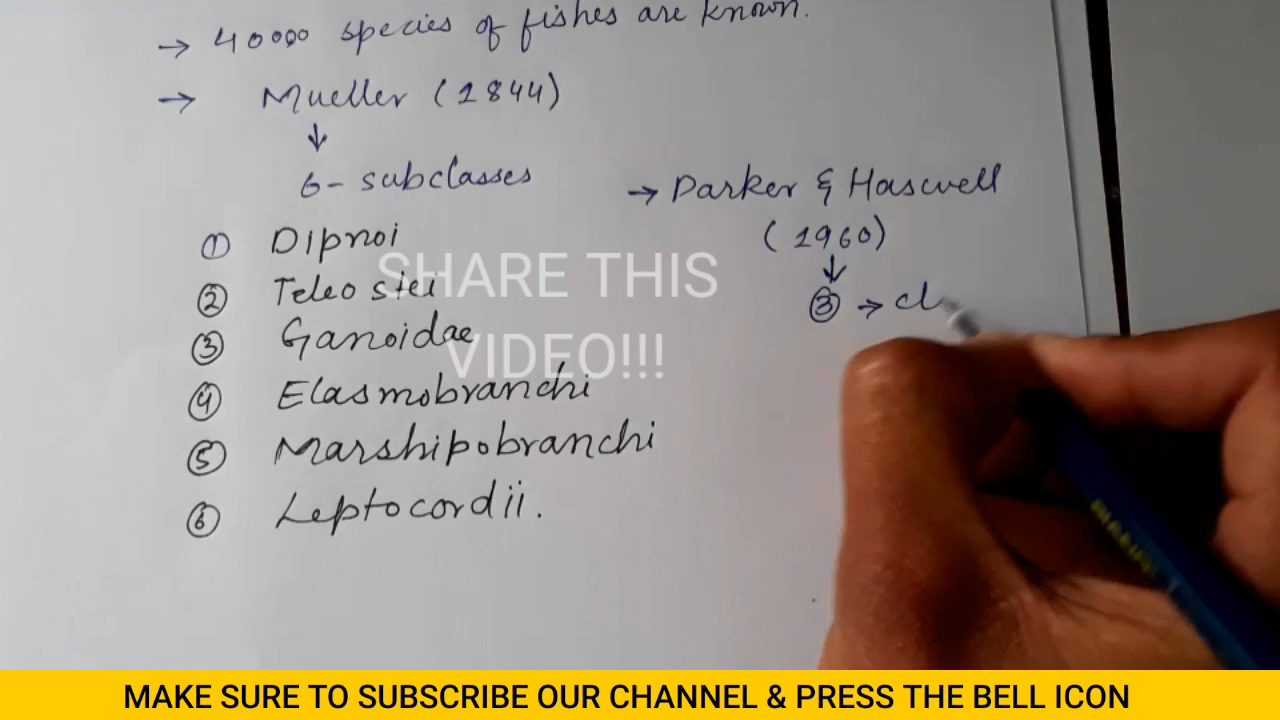 → 40000 species of fishes are known.
→ Mueller (1844)
↓
6- subclasses
① Dipnoi
② Teleostei
③ Ganoidae
④ Elasmobranchi
⑤ Marshipobranchi
⑥ Leptocordii.
→ Parker & Haswell
(1960)
↓
③ → cl
SHARE THIS
VIDEO!!!
MAKE SURE TO SUBSCRIBE OUR CHANNEL & PRESS THE BELL ICON